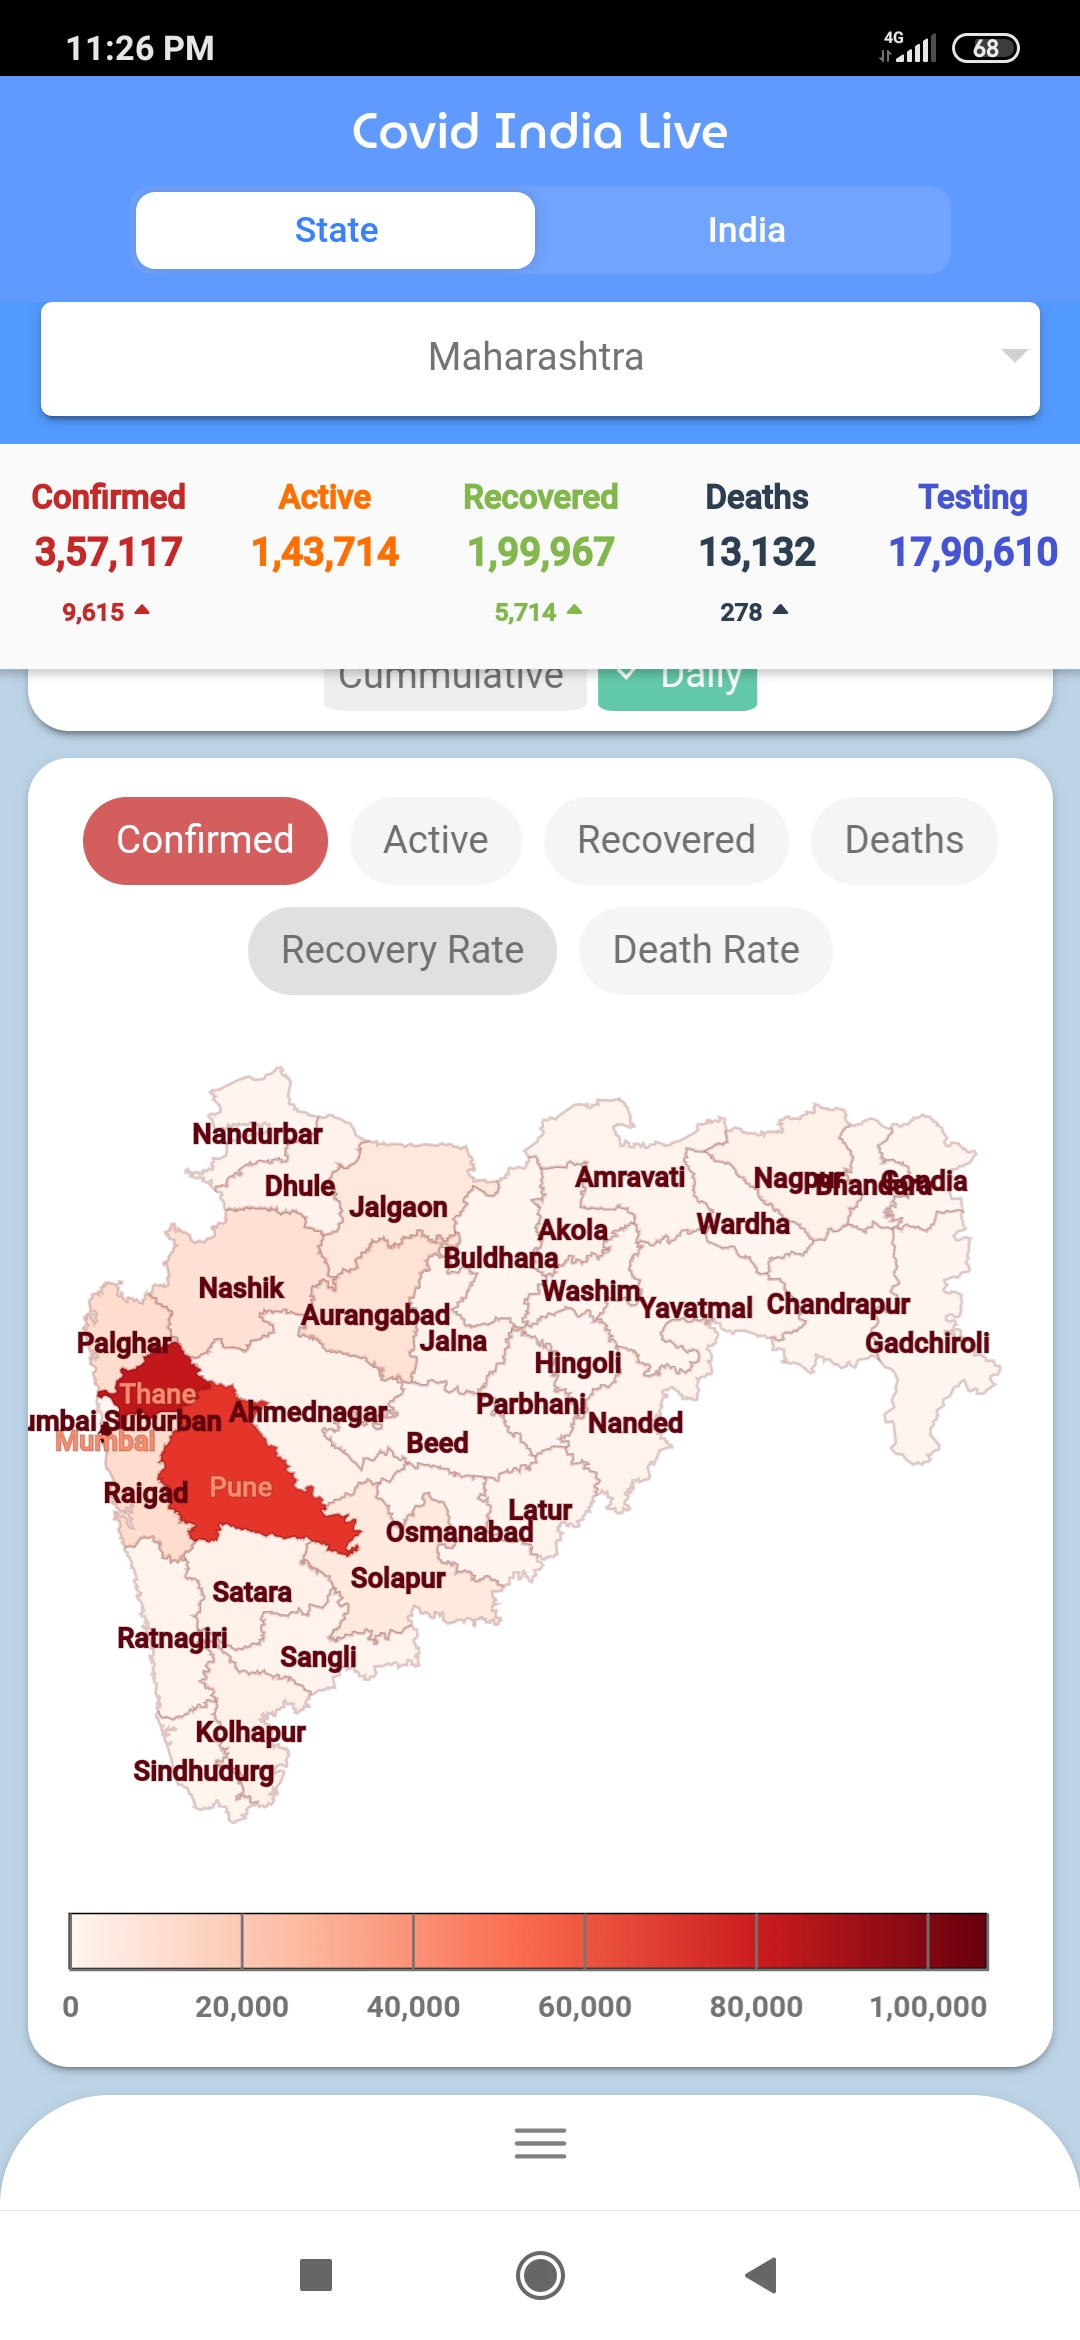 11:26 PM 4G 68
Covid India Live
State India
Maharashtra
Confirmed Active Recovered Deaths Testing
3,57,117 1,43,714 1,99,967 13,132 17,90,610
9,615 5,714 278
Cummulative Daily
Confirmed Active Recovered Deaths
Recovery Rate Death Rate
Nandurbar
Dhule
Jalgaon
Amravati
Nagpur
Bhandara
Gondia
Akola
Wardha
Buldhana
Nashik
Washim
Aurangabad
Yavatmal
Chandrapur
Palghar
Jalna
Gadchiroli
Hingoli
Thane
Ahmednagar
Parbhani
umbai Suburban
Nanded
Mumbai
Beed
Pune
Raigad
Latur
Osmanabad
Solapur
Satara
Ratnagiri
Sangli
Kolhapur
Sindhudurg
0 20,000 40,000 60,000 80,000 1,00,000